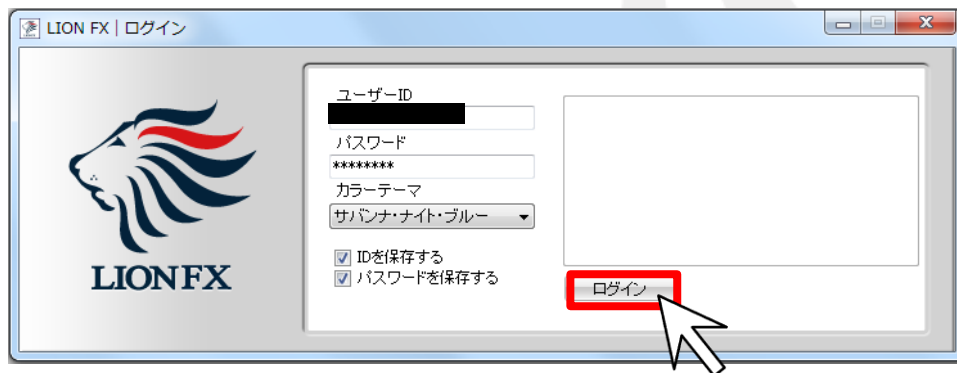 LION FX | ログイン
ユーザーID
パスワード
********
カラーテーマ
サバンナ・ナイト・ブルー
IDを保存する
パスワードを保存する
ログイン
LION FX